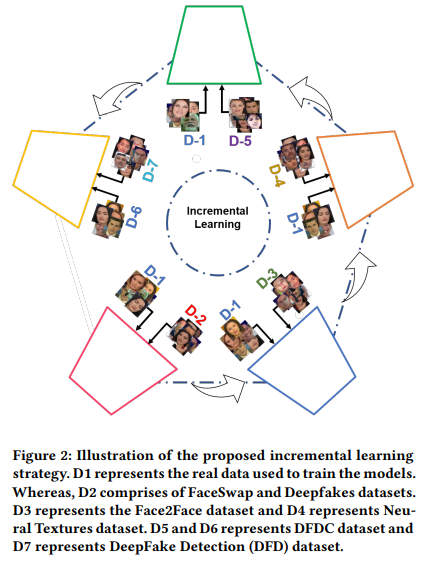 D-1
D-5
D-7
D-4
D-6
D-1
Incremental
Learning
D-1
D-2
D-1
D-3
Figure 2: Illustration of the proposed incremental learning
strategy. D1 represents the real data used to train the models.
Whereas, D2 comprises of FaceSwap and Deepfakes datasets.
D3 represents the Face2Face dataset and D4 represents Neu-
ral Textures dataset. D5 and D6 represents DFDC dataset and
D7 represents DeepFake Detection (DFD) dataset.